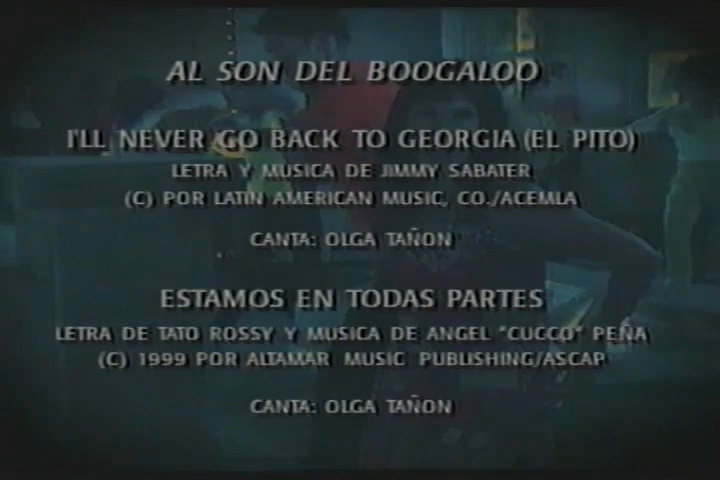 AL SON DEL BOOGALOO
I'LL NEVER GO BACK TO GEORGIA (EL PITO)
LETRA Y MUSICA DE JIMMY SABATER
(C) POR LATIN AMERICAN MUSIC, CO./ACEMLA
CANTA: OLGA TAÑON
ESTAMOS EN TODAS PARTES
LETRA DE TATO ROSSY Y MUSICA DE ANGEL "CUCCO" PEÑA
(C) 1999 POR ALTAMAR MUSIC PUBLISHING/ASCAP
CANTA: OLGA TAÑON